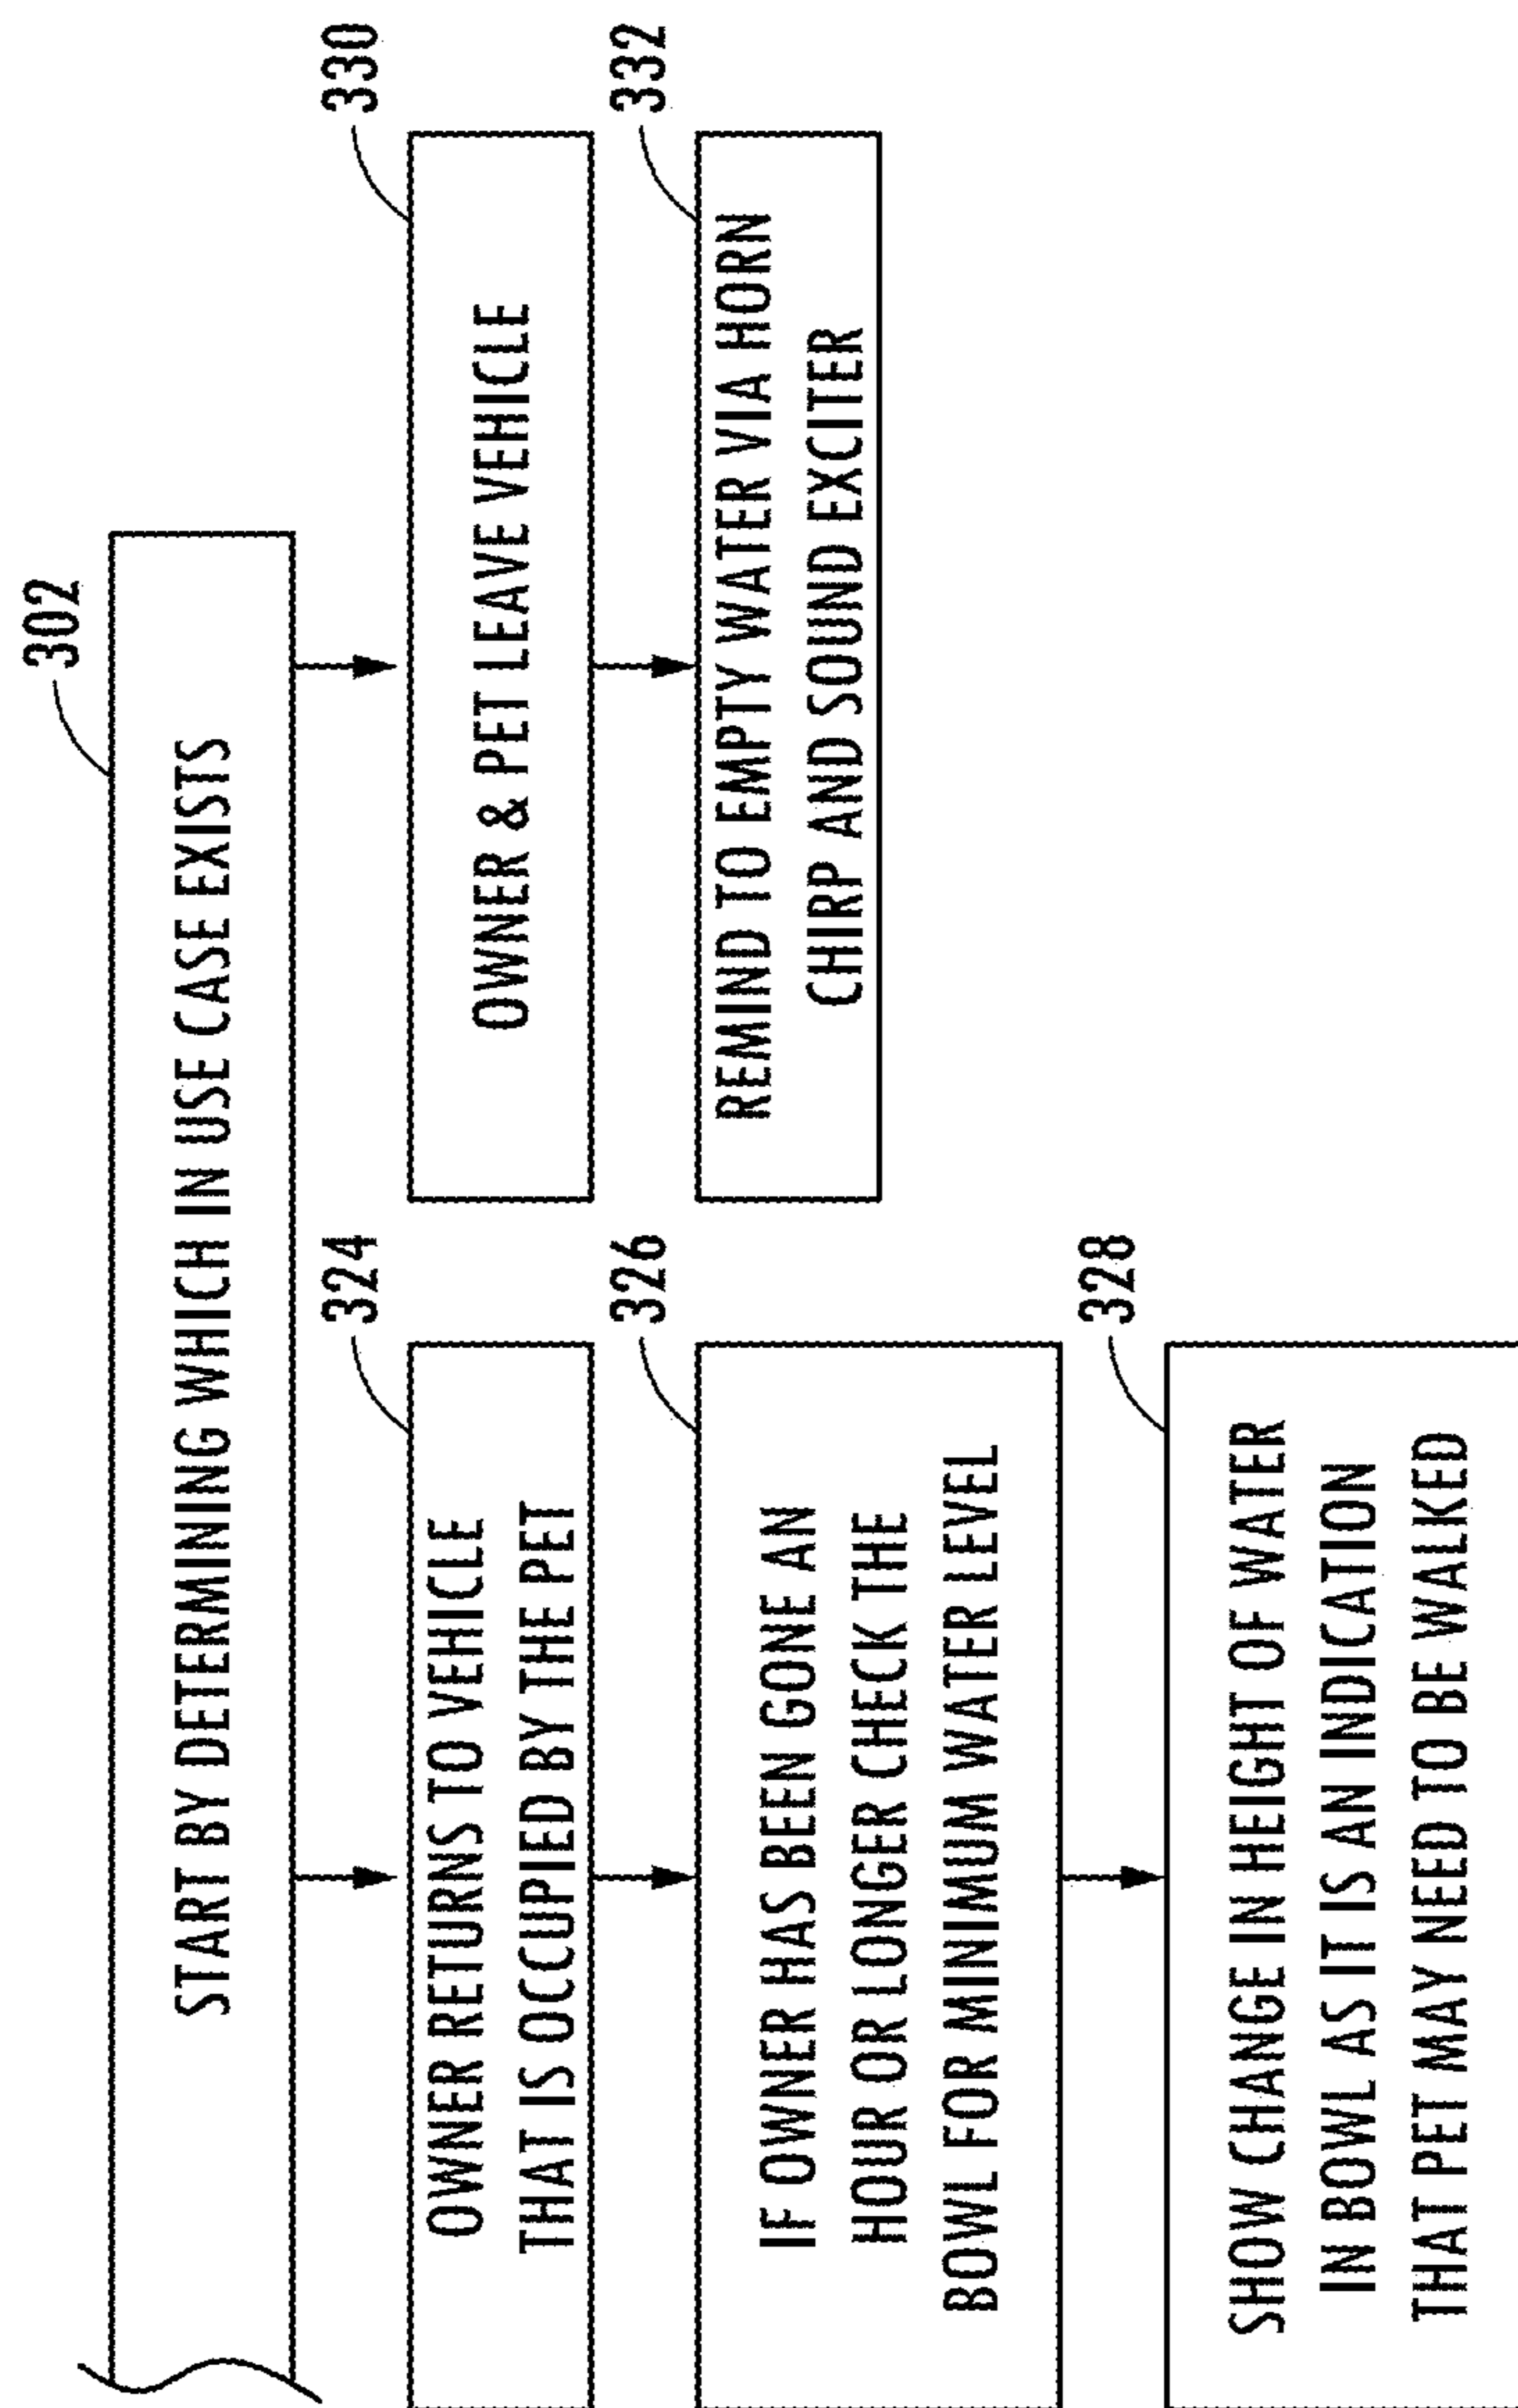 302
START BY DETERMINING WHICH IN USE CASE EXISTS
324
OWNER RETURNS TO VEHICLE
THAT IS OCCUPIED BY THE PET
326
IF OWNER HAS BEEN GONE AN
HOUR OR LONGER CHECK THE
BOWL FOR MINIMUM WATER LEVEL
328
SHOW CHANGE IN HEIGHT OF WATER
IN BOWL AS IT IS AN INDICATION
THAT PET MAY NEED TO BE WALKED
330
OWNER & PET LEAVE VEHICLE
332
REMIND TO EMPTY WATER VIA HORN
CHIRP AND SOUND EXCITER